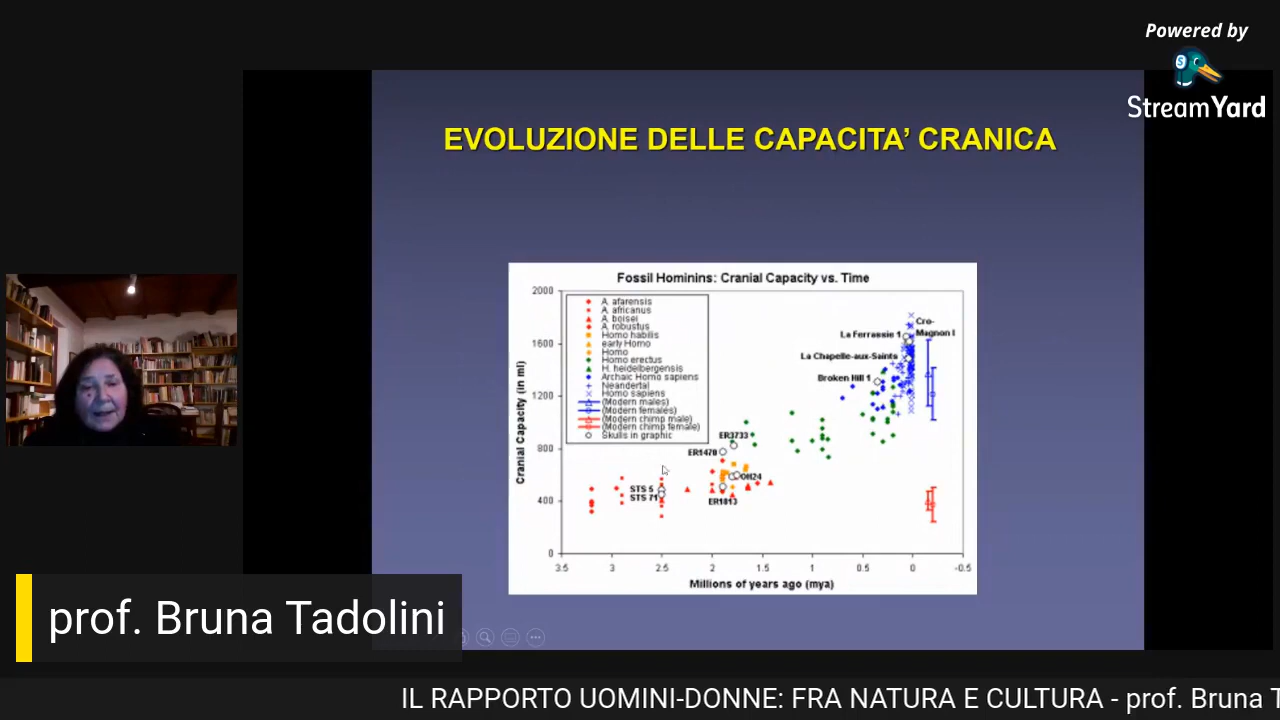 Powered by
StreamYard
EVOLUZIONE DELLE CAPACITA’ CRANICA
Fossil Hominins: Cranial Capacity vs. Time
Cranial Capacity (in ml)
2000
1600
1200
800
400
0
A. afarensis
A. africanus
A. boisei
A. robustus
Homo habilis
early Homo
Homo
Homo erectus
H. heidelbergensis
Archaic Homo sapiens
Neandertal
Homo sapiens
(Modern males)
(Modern females)
(Modern chimp male)
(Modern chimp female)
Skulls in graphic
Cro-
Magnon I
La Ferrassie 1
La Chapelle-aux-Saints
Broken Hill 1
ER3733
ER1470
OH24
STS 5
STS 71
ER1813
3.5 3 2.5 2 1.5 1 0.5 0 -0.5
Millions of years ago (mya)
prof. Bruna Tadolini
IL RAPPORTO UOMINI-DONNE: FRA NATURA E CULTURA - prof. Bruna T